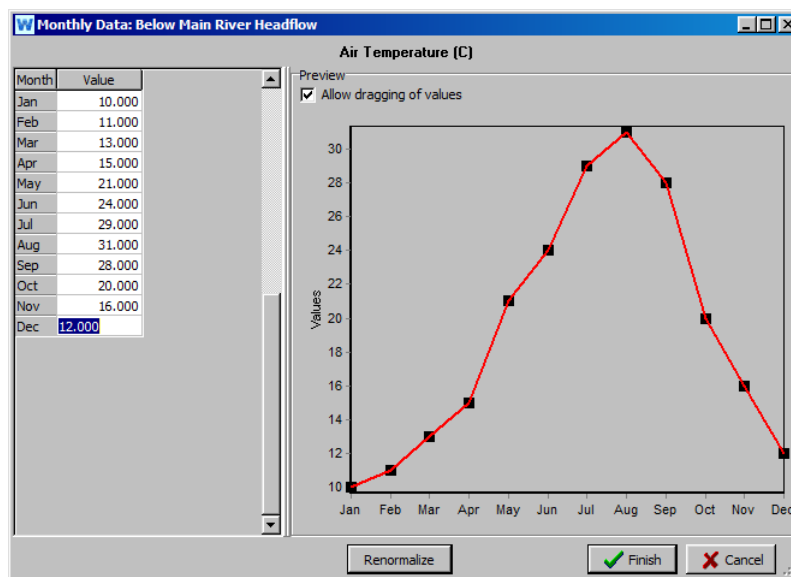 Monthly Data: Below Main River Headflow
Air Temperature (C)
Month Value
Jan 10.000
Feb 11.000
Mar 13.000
Apr 15.000
May 21.000
Jun 24.000
Jul 29.000
Aug 31.000
Sep 28.000
Oct 20.000
Nov 16.000
Dec 12.000
Preview
Allow dragging of values
30
28
26
24
22
20
18
16
14
12
10
Values
Jan Feb Mar Apr May Jun Jul Aug Sep Oct Nov Dec
Renormalize Finish Cancel